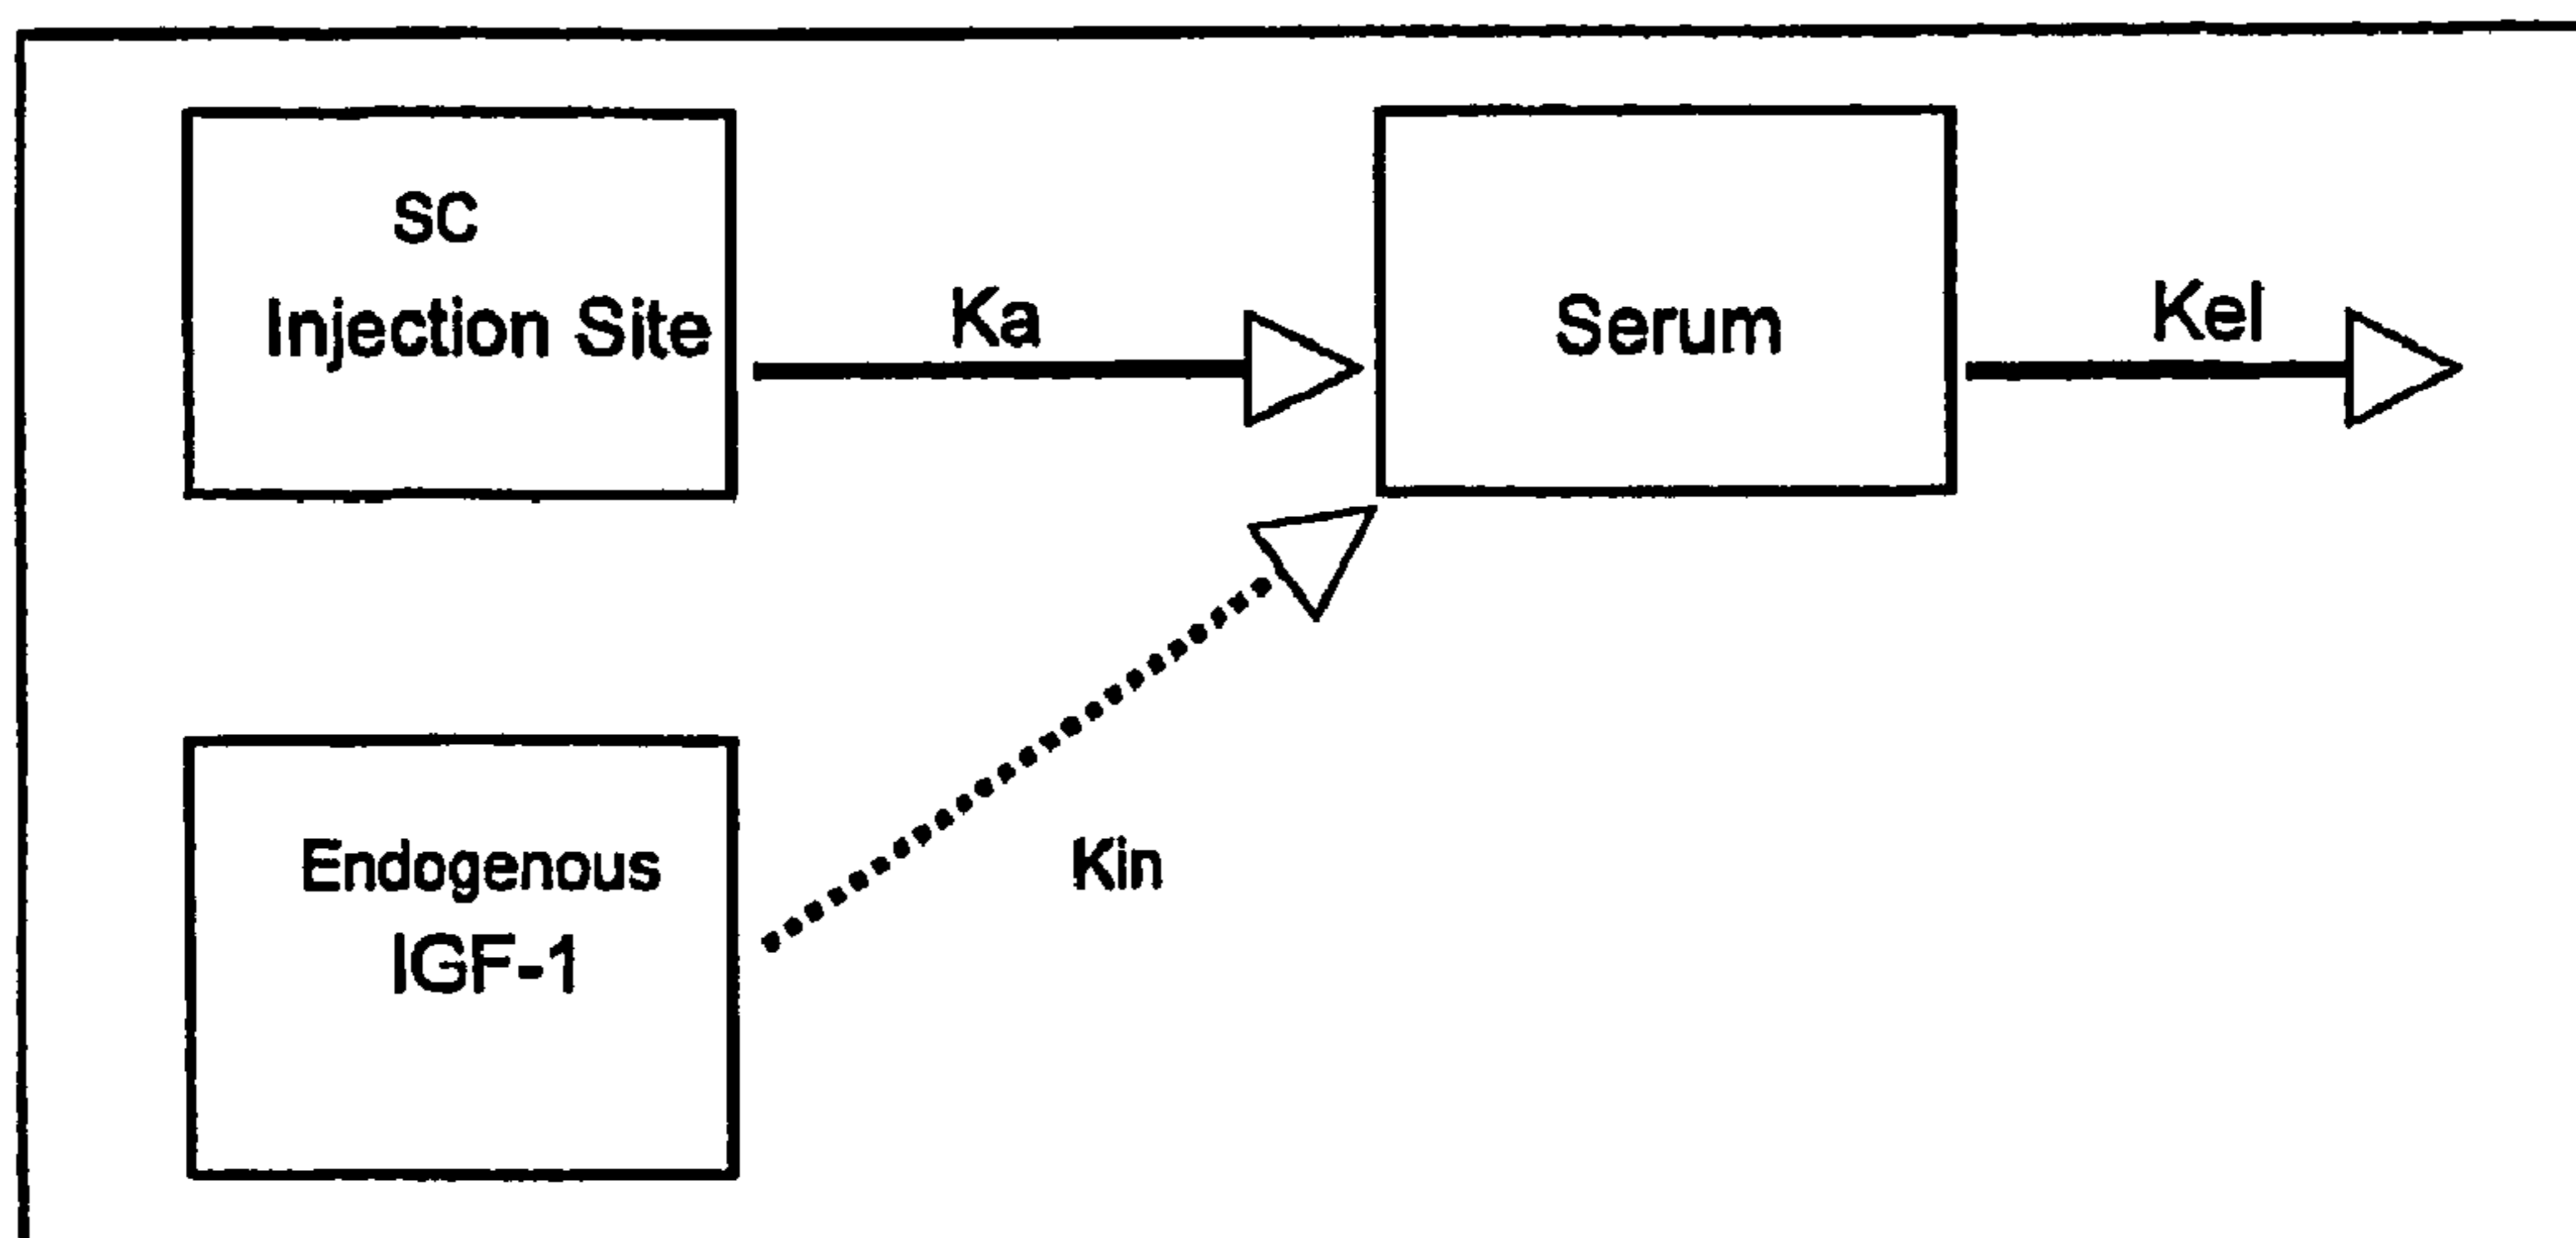 SC
Injection Site
Ka
Serum
Kel
Endogenous
IGF-1
Kin